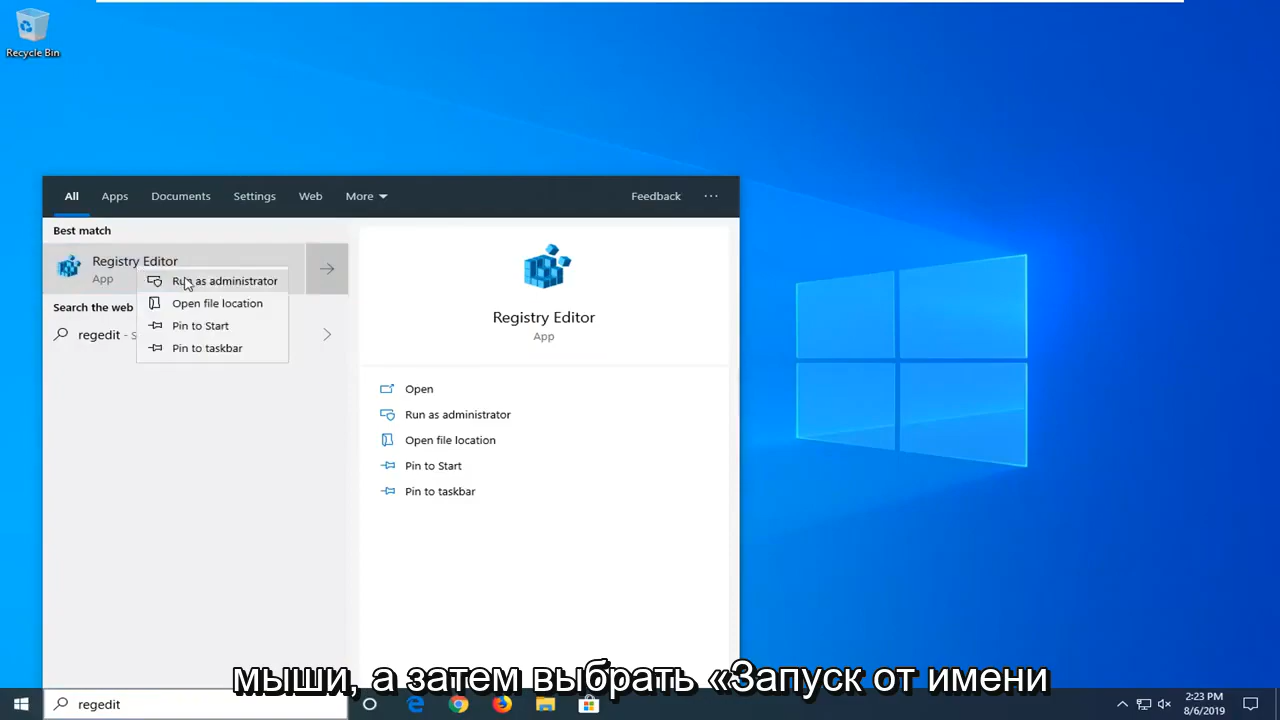 Recycle Bin
All Apps Documents Settings Web More Feedback
Best match
Registry Editor
App
Run as administrator
Open file location
Pin to Start
Pin to taskbar
Search the web
regedit - S
Registry Editor
App
Open
Run as administrator
Open file location
Pin to Start
Pin to taskbar
мыши, а затем выбрать «Запуск от имени
regedit
2:23 PM
8/6/2019